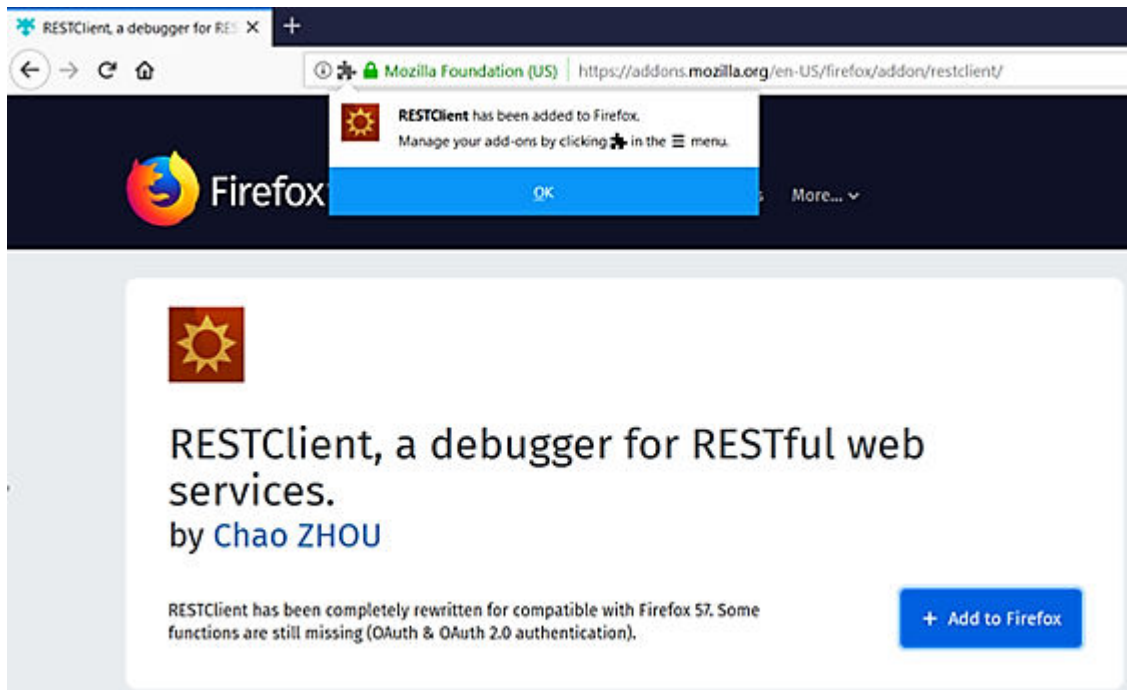 RESTClient, a debugger for RES
Mozilla Foundation (US) https://addons.mozilla.org/en-US/firefox/addon/restclient/
RESTClient has been added to Firefox.
Manage your add-ons by clicking in the menu.
OK
Firefox
More...
RESTClient, a debugger for RESTful web
services.
by Chao ZHOU
RESTClient has been completely rewritten for compatible with Firefox 57. Some
functions are still missing (OAuth & OAuth 2.0 authentication).
+ Add to Firefox